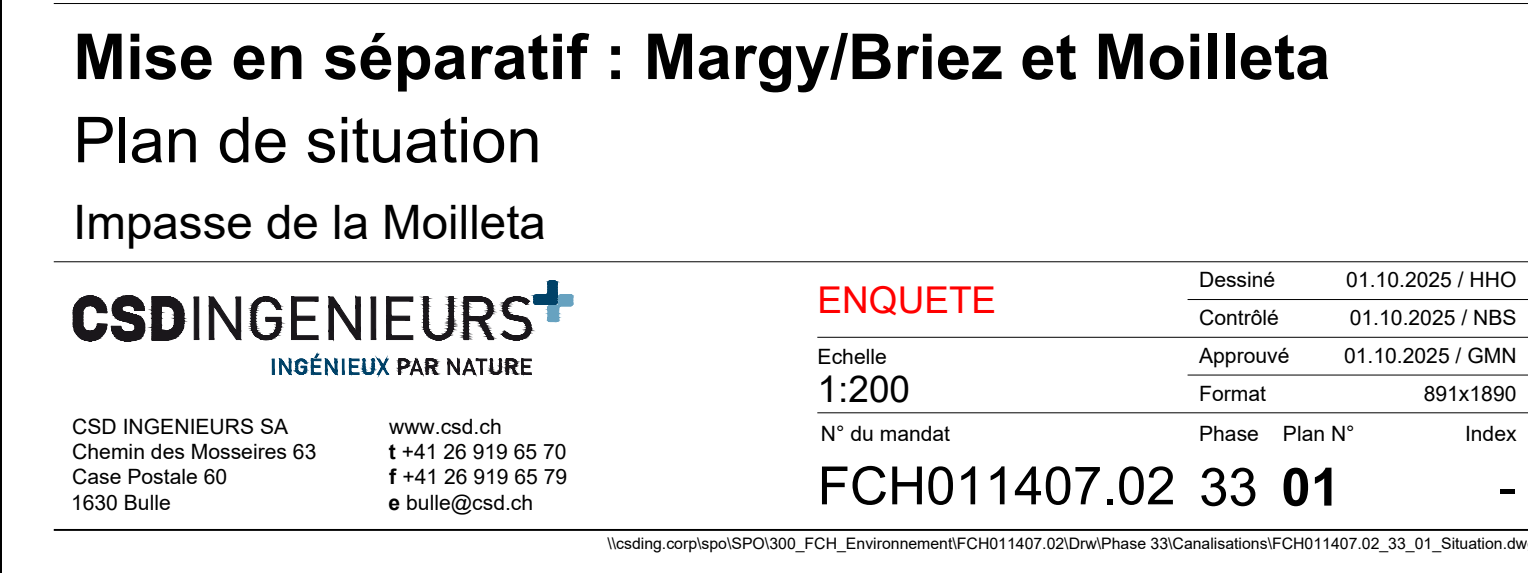 Mise en séparatif : Margy/Briez et Moilleta
Plan de situation
Impasse de la Moilleta
CSDINGENIEURS+
INGÉNIEUX PAR NATURE
CSD INGENIEURS SA
Chemin des Mosseires 63
Case Postale 60
1630 Bulle
www.csd.ch
t +41 26 919 65 70
f +41 26 919 65 79
e bulle@csd.ch
ENQUETE
Echelle
1:200
Dessiné 01.10.2025 / HHO
Contrôlé 01.10.2025 / NBS
Approuvé 01.10.2025 / GMN
Format 891x1890
N° du mandat Phase Plan N° Index
FCH011407.02 33 01 -
\\csding.corp\spo\SPO\300_FCH_Environnement\FCH011407.02\Drw\Phase 33\Canalisations\FCH011407.02_33_01_Situation.dw